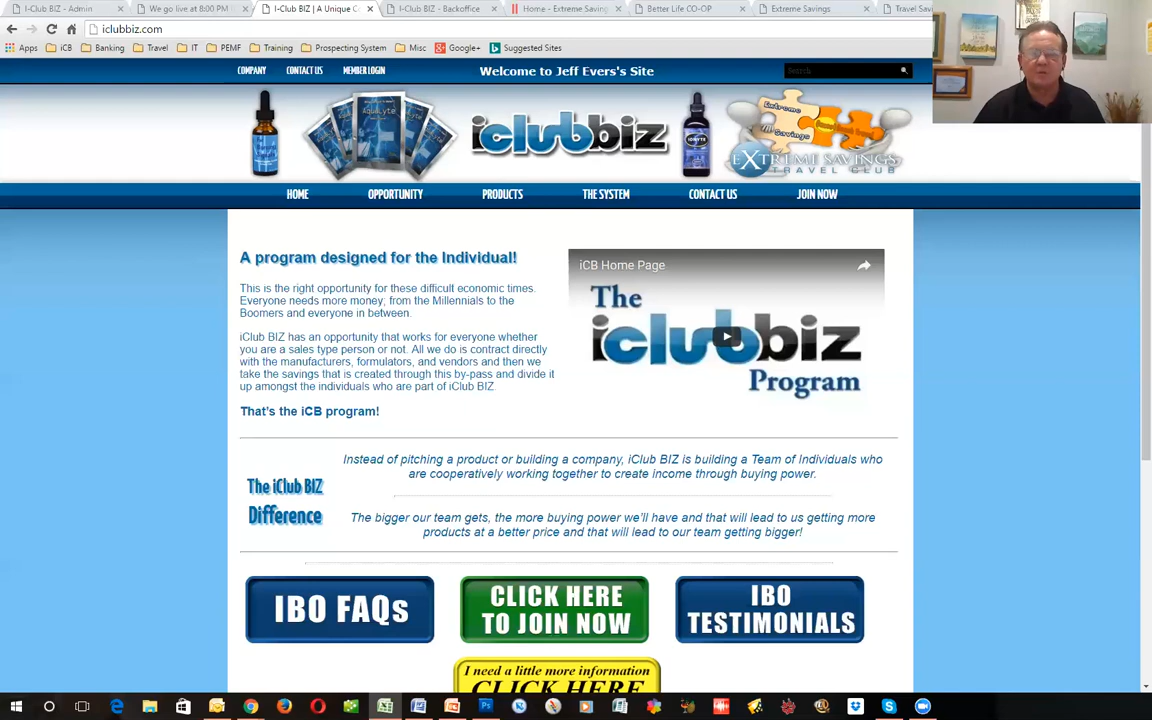 I-Club BIZ - Admin
We go live at 8:00 PM
I-Club BIZ | A Unique C
I-Club BIZ - Backoffice
Home - Extreme Saving
Better Life CO-OP
Extreme Savings
Travel Sav
iclubbiz.com
Apps
iCB
Banking
Travel
IT
PEMF
Training
Prospecting System
Misc
Google+
Suggested Sites
COMPANY
CONTACT US
MEMBER LOGIN
Welcome to Jeff Evers's Site
Search
iclubbiz
Extreme
EXTREME SAVINGS
TRAVEL CLUB
HOME
OPPORTUNITY
PRODUCTS
THE SYSTEM
CONTACT US
JOIN NOW
A program designed for the Individual!
This is the right opportunity for these difficult economic times.
Everyone needs more money; from the Millennials to the
Boomers and everyone in between.
iClub BIZ has an opportunity that works for everyone whether
you are a sales type person or not. All we do is contract directly
with the manufacturers, formulators, and vendors and then we
take the savings that is created through this by-pass and divide it
up amongst the individuals who are part of iClub BIZ.
That's the iCB program!
iCB Home Page
The
iclubbiz
Program
The iClub BIZ
Difference
Instead of pitching a product or building a company, iClub BIZ is building a Team of Individuals who
are cooperatively working together to create income through buying power.
The bigger our team gets, the more buying power we'll have and that will lead to us getting more
products at a better price and that will lead to our team getting bigger!
IBO FAQs
CLICK HERE
TO JOIN NOW
IBO
TESTIMONIALS
I need a little more information
CLICK HERE